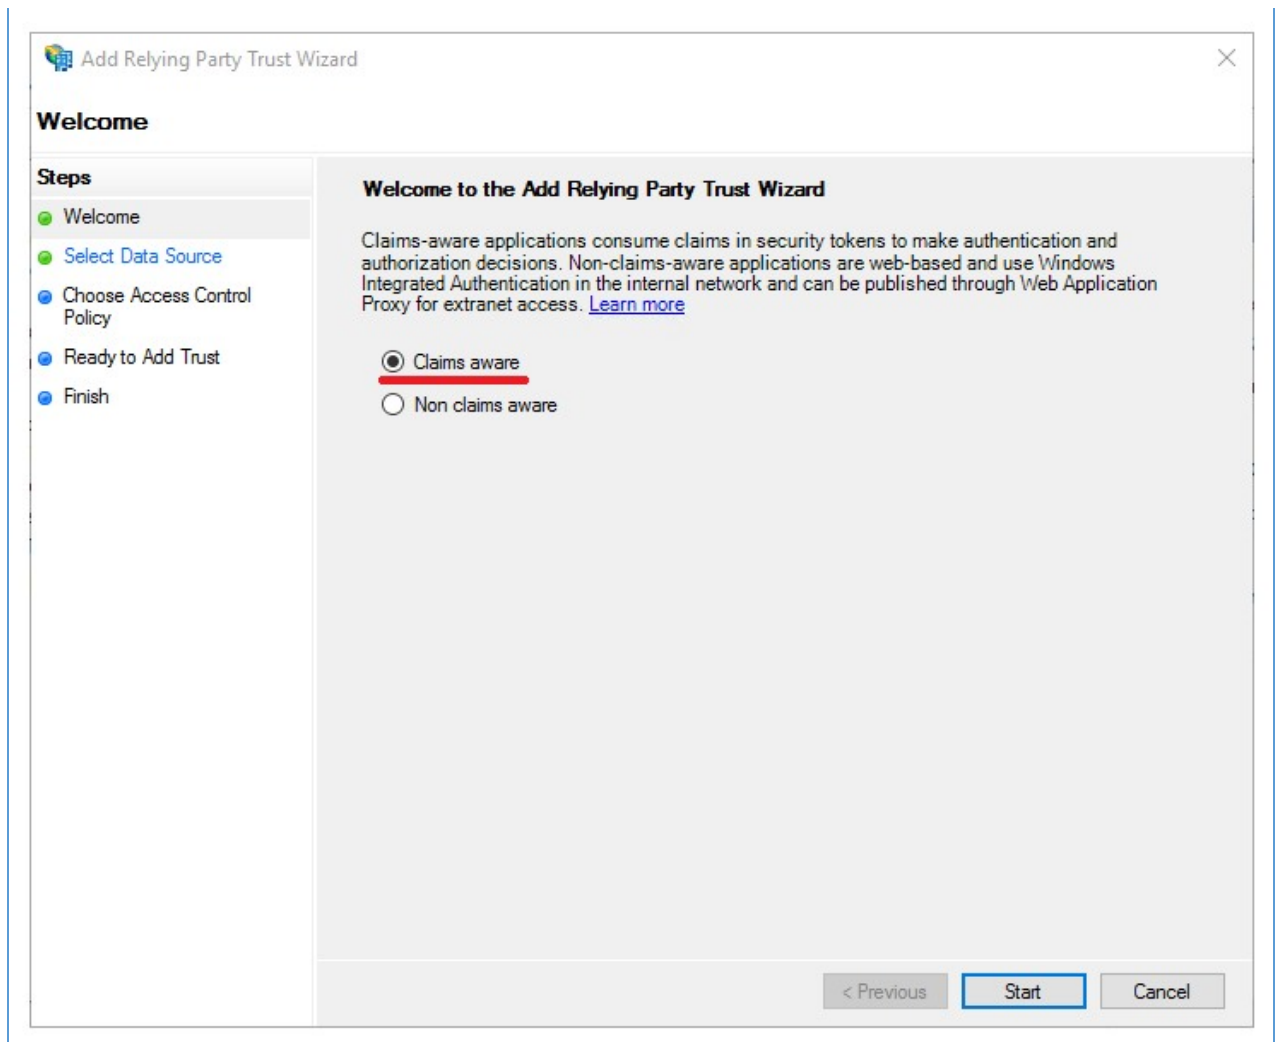 Add Relying Party Trust Wizard
Welcome
Steps
Welcome
Select Data Source
Choose Access Control
Policy
Ready to Add Trust
Finish
Welcome to the Add Relying Party Trust Wizard
Claims-aware applications consume claims in security tokens to make authentication and
authorization decisions. Non-claims-aware applications are web-based and use Windows
Integrated Authentication in the internal network and can be published through Web Application
Proxy for extranet access. Learn more
Claims aware
Non claims aware
< Previous
Start
Cancel